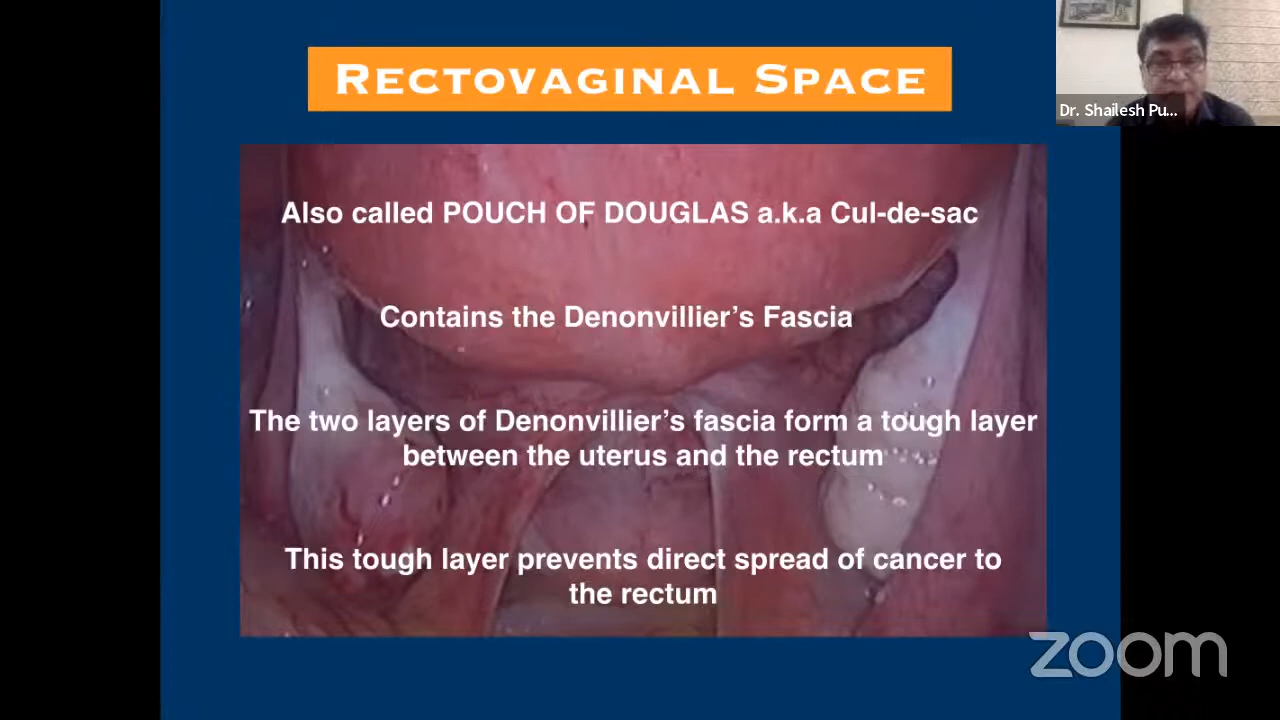 RECTOVAGINAL SPACE
Dr. Shailesh Pu...
Also called POUCH OF DOUGLAS a.k.a Cul-de-sac
Contains the Denonvillier's Fascia
The two layers of Denonvillier's fascia form a tough layer
between the uterus and the rectum
This tough layer prevents direct spread of cancer to
the rectum
zoom